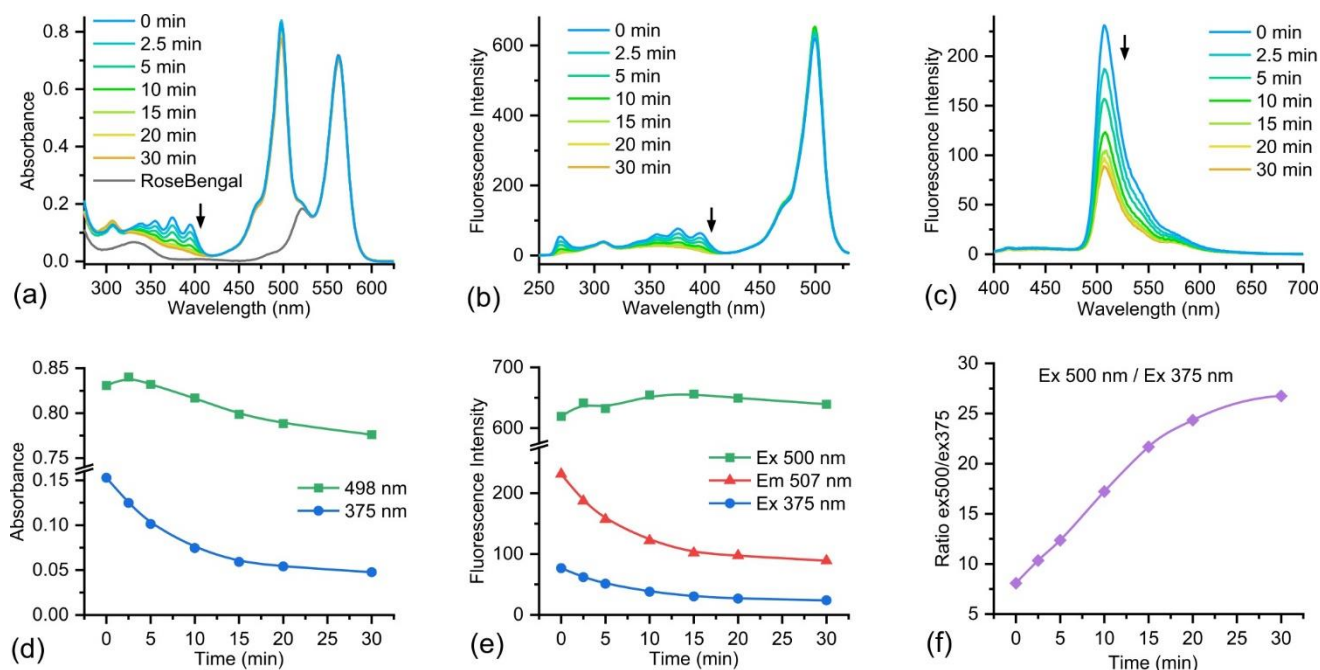 0.8
0.6
0.4
0.2
0.0
Absorbance
0 min
2.5 min
5 min
10 min
15 min
20 min
30 min
RoseBengal
300 350 400 450 500 550 600
Wavelength (nm)
(a)
600
400
200
0
Fluorescence Intensity
0 min
2.5 min
5 min
10 min
15 min
20 min
30 min
250 300 350 400 450 500
Wavelength (nm)
(b)
200
150
100
50
0
Fluorescence Intensity
0 min
2.5 min
5 min
10 min
15 min
20 min
30 min
400 450 500 550 600 650 700
Wavelength (nm)
(c)
0.85
0.80
0.75
0.15
0.10
0.05
0.00
Absorbance
498 nm
375 nm
0 5 10 15 20 25 30
Time (min)
(d)
700
600
200
100
0
Fluorescence Intensity
Ex 500 nm
Em 507 nm
Ex 375 nm
0 5 10 15 20 25 30
Time (min)
(e)
30
25
20
15
10
5
Ratio ex500/ex375
Ex 500 nm / Ex 375 nm
0 5 10 15 20 25 30
Time (min)
(f)